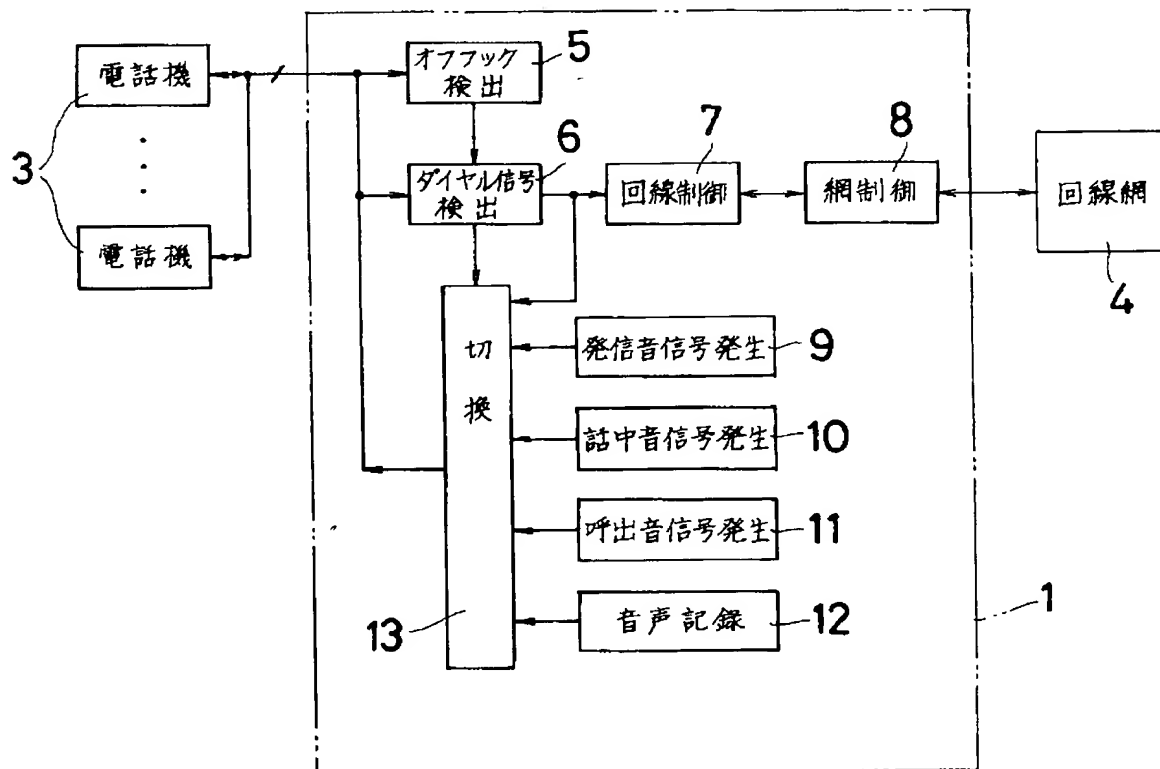 電話機
3
電話機
オフフック
検出
5
ダイヤル信号
検出
6
回線制御
7
網制御
8
回線網
4
切
換
13
発信音信号発生
9
話中音信号発生
10
呼出音信号発生
11
音声記録
12
1